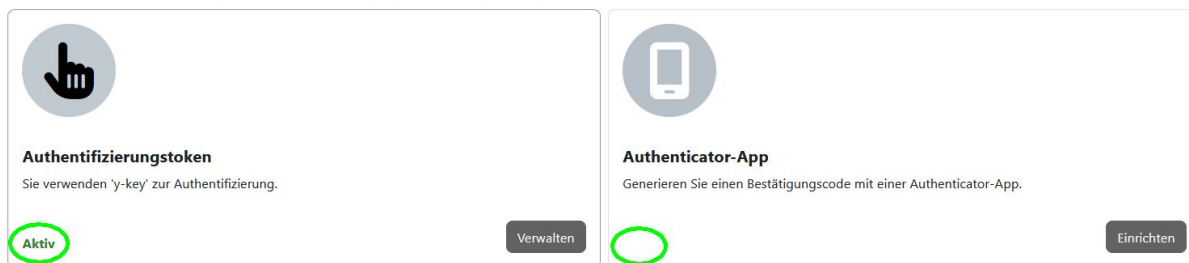 Authentifizierungstoken
Sie verwenden 'y-key' zur Authentifizierung.
Aktiv
Verwalten
Authenticator-App
Generieren Sie einen Bestätigungscode mit einer Authenticator-App.
Einrichten